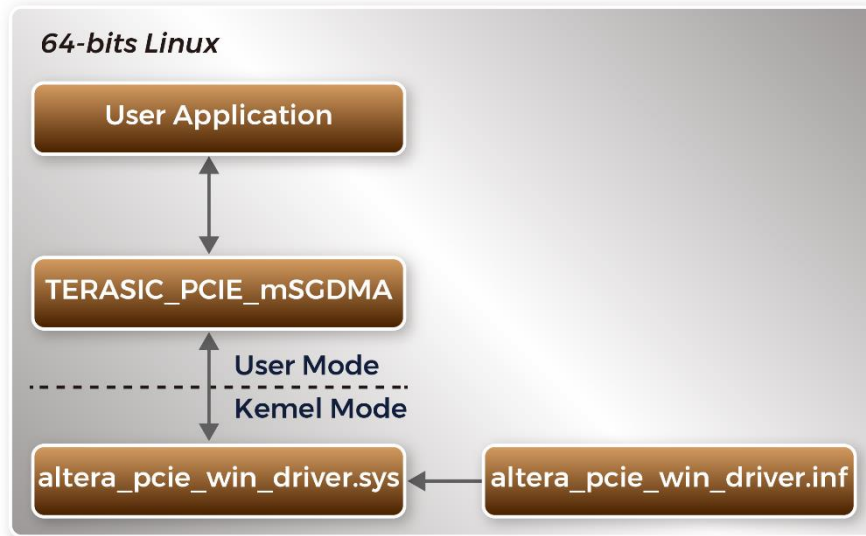 64-bits Linux
User Application
TERASIC_PCIE_mSGDMA
User Mode
Kemel Mode
altera_pcie_win_driver.sys
altera_pcie_win_driver.inf